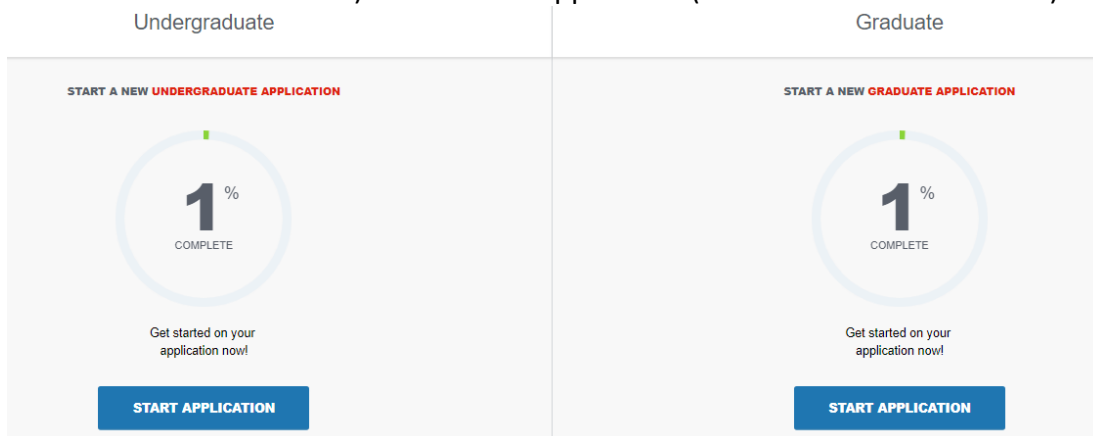 Undergraduate
START A NEW UNDERGRADUATE APPLICATION
1 %
COMPLETE
Get started on your
application now!
START APPLICATION
Graduate
START A NEW GRADUATE APPLICATION
1 %
COMPLETE
Get started on your
application now!
START APPLICATION